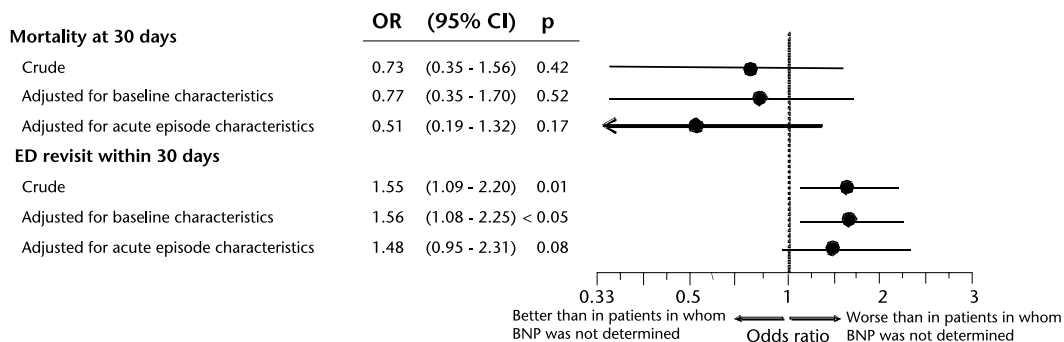 OR (95% CI) p
Mortality at 30 days
Crude 0.73 (0.35 - 1.56) 0.42
Adjusted for baseline characteristics 0.77 (0.35 - 1.70) 0.52
Adjusted for acute episode characteristics 0.51 (0.19 - 1.32) 0.17
ED revisit within 30 days
Crude 1.55 (1.09 - 2.20) 0.01
Adjusted for baseline characteristics 1.56 (1.08 - 2.25) < 0.05
Adjusted for acute episode characteristics 1.48 (0.95 - 2.31) 0.08
0.33 0.5 1 2 3
Better than in patients in whom Worse than in patients in whom
BNP was not determined Odds ratio BNP was not determined